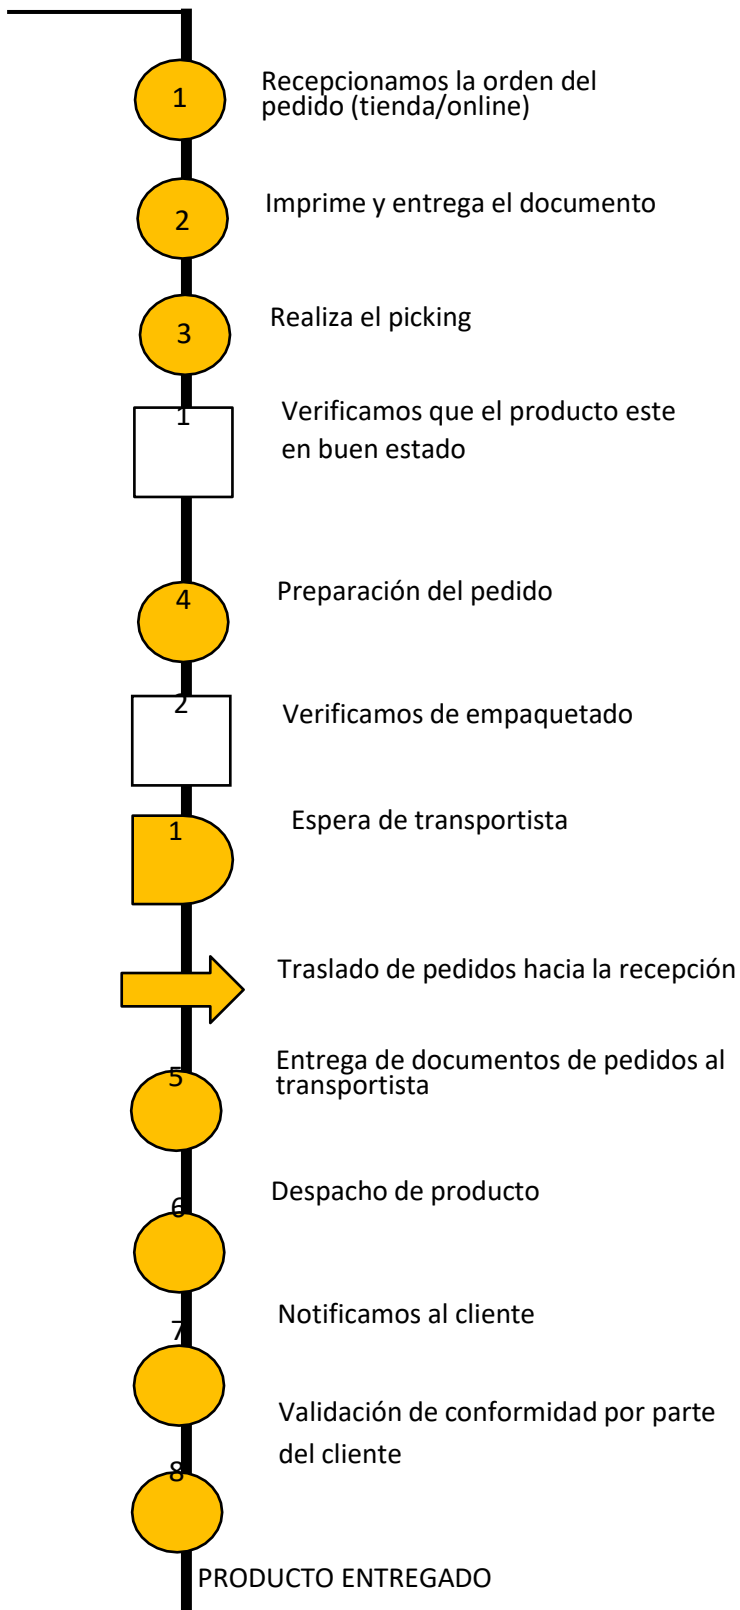 1
Recepcionamos la orden del
pedido (tienda/online)
2
Imprime y entrega el documento
3
Realiza el picking
1
Verificamos que el producto este
en buen estado
4
Preparación del pedido
2
Verificamos de empaquetado
1
Espera de transportista
Traslado de pedidos hacia la recepción
5
Entrega de documentos de pedidos al
transportista
6
Despacho de producto
7
Notificamos al cliente
8
Validación de conformidad por parte
del cliente
PRODUCTO ENTREGADO